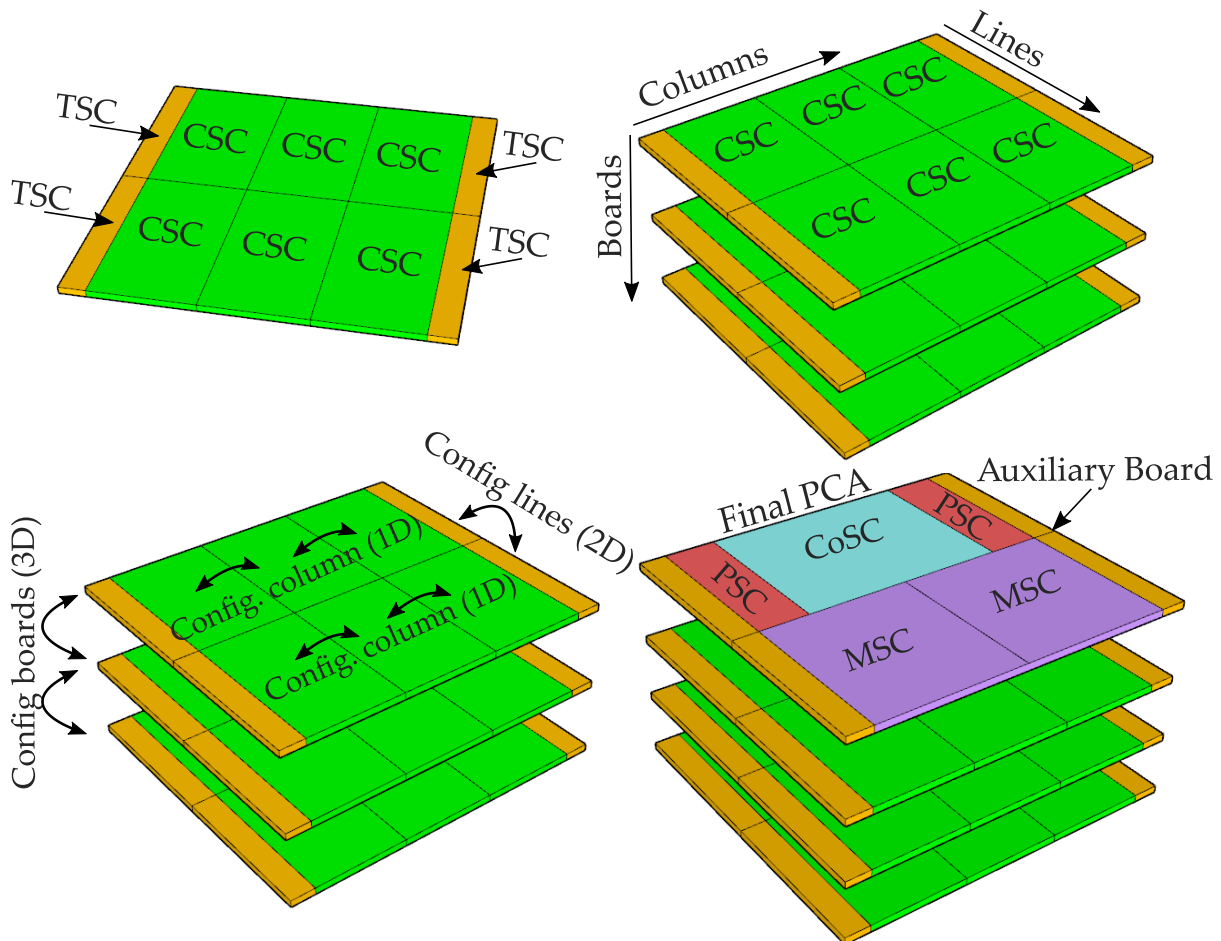 TSC
CSC
CSC
CSC
TSC
TSC
CSC
CSC
CSC
TSC
Columns
Lines
Boards
CSC
CSC
CSC
CSC
CSC
CSC
Config boards (3D)
Config lines (2D)
Config. column (1D)
Config. column (1D)
Final PCA
Auxiliary Board
PSC
CoSC
PSC
MSC
MSC